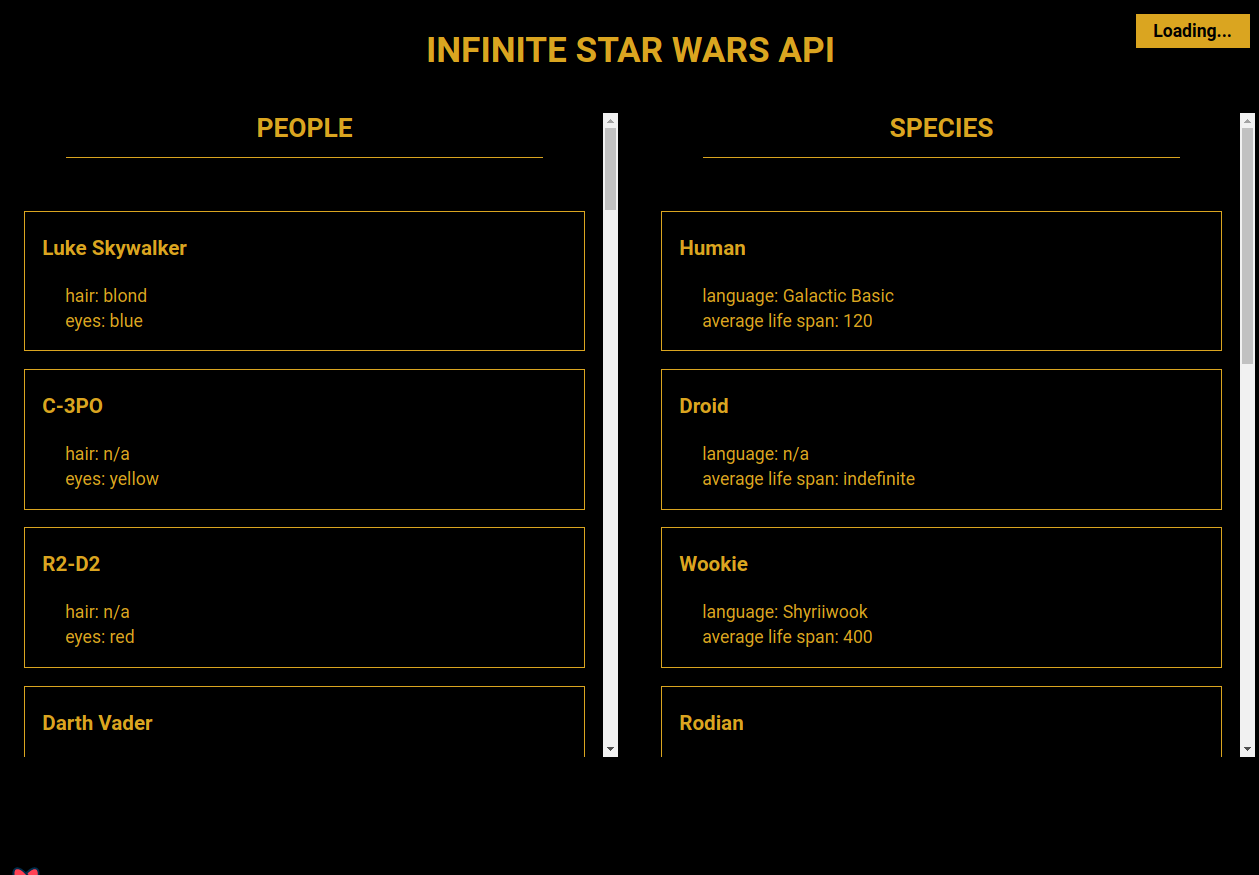 Loading...
INFINITE STAR WARS API
PEOPLE
Luke Skywalker
hair: blond
eyes: blue
C-3PO
hair: n/a
eyes: yellow
R2-D2
hair: n/a
eyes: red
Darth Vader
SPECIES
Human
language: Galactic Basic
average life span: 120
Droid
language: n/a
average life span: indefinite
Wookie
language: Shyriiwook
average life span: 400
Rodian